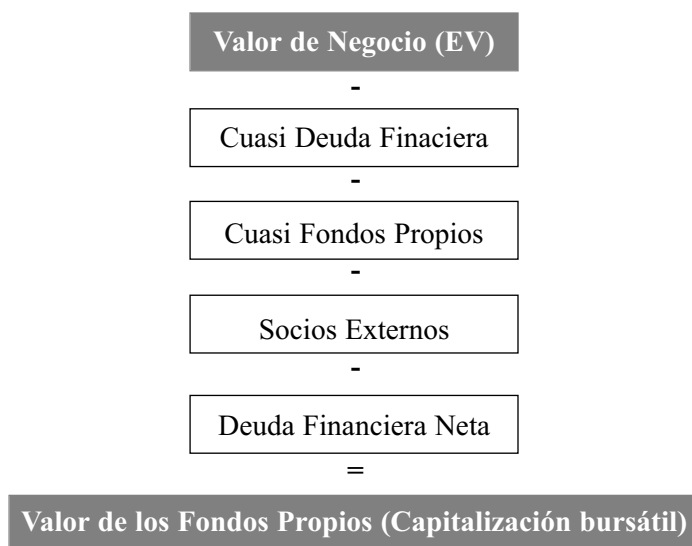 Valor de Negocio (EV)
-
Cuasi Deuda Finaciera
-
Cuasi Fondos Propios
-
Socios Externos
-
Deuda Financiera Neta
=
Valor de los Fondos Propios (Capitalización bursátil)